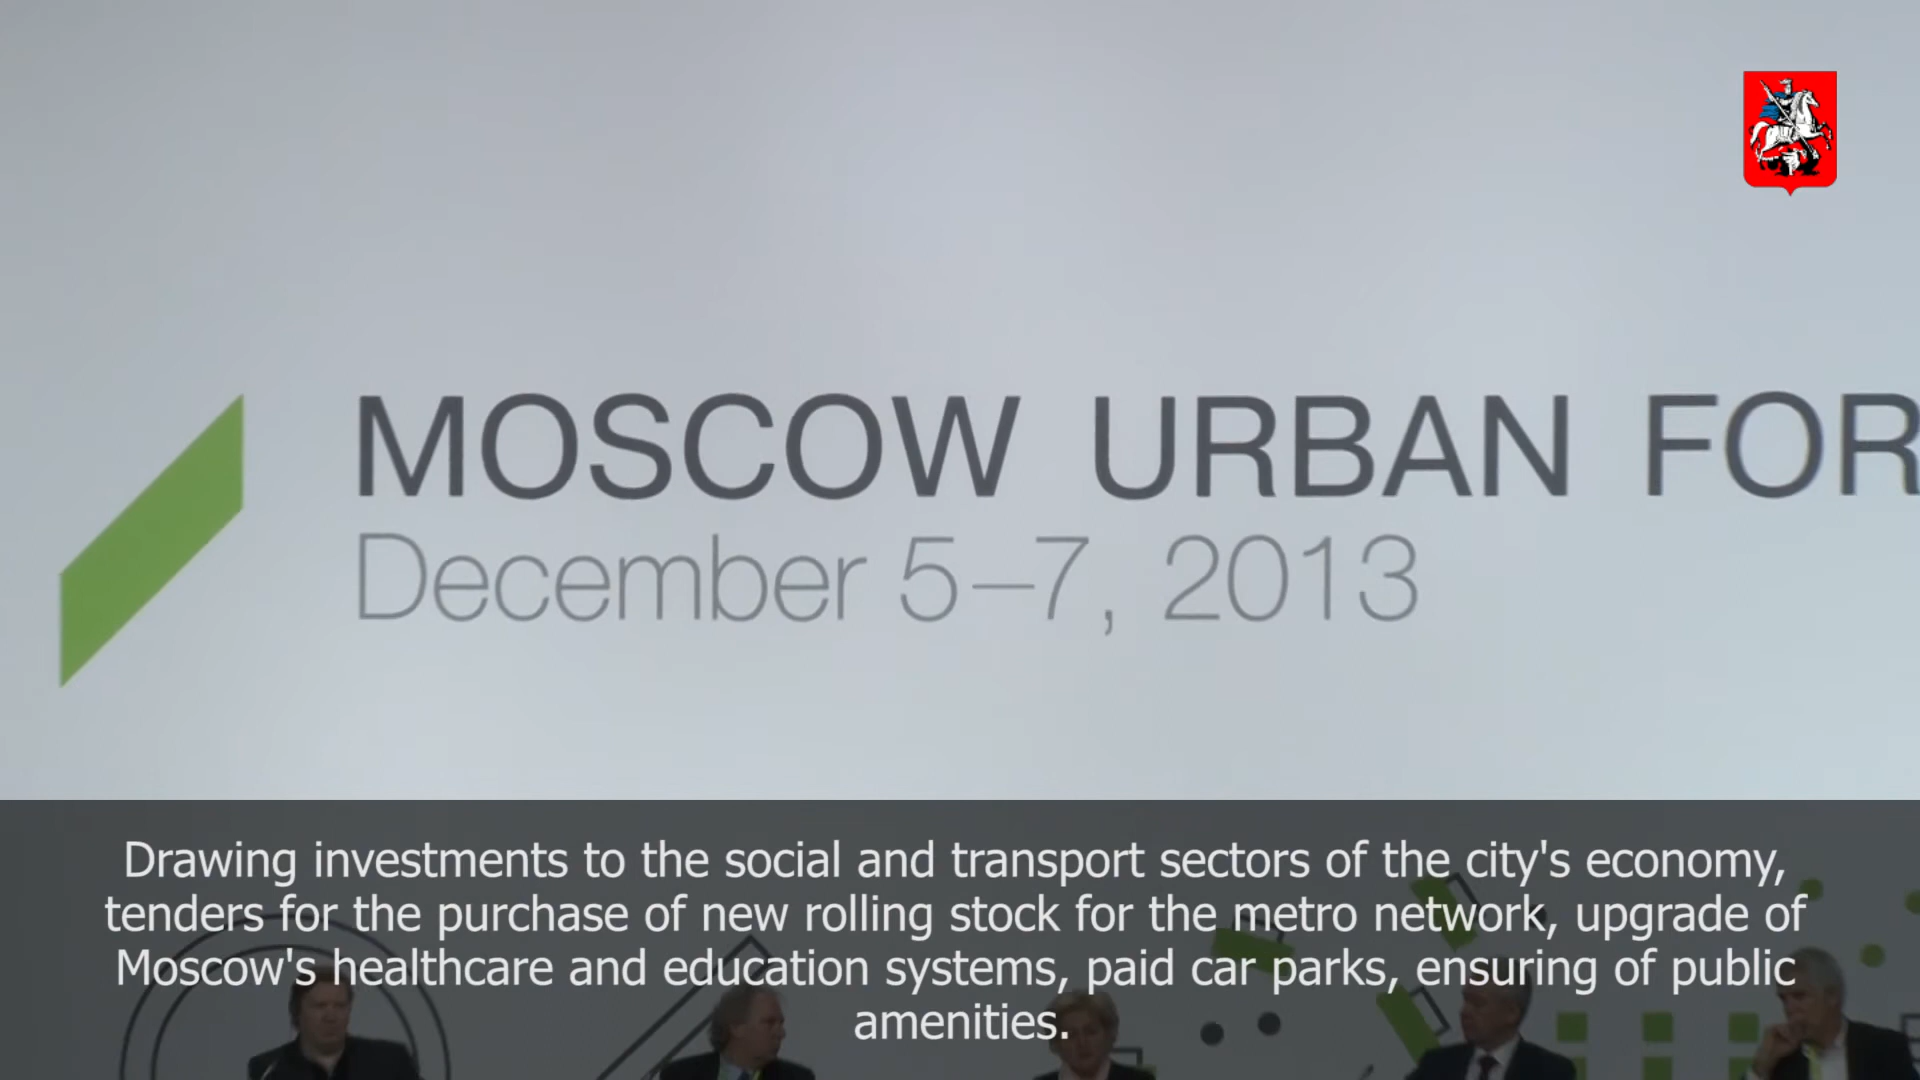 MOSCOW URBAN FOR
December 5–7, 2013
Drawing investments to the social and transport sectors of the city's economy,
tenders for the purchase of new rolling stock for the metro network, upgrade of
Moscow's healthcare and education systems, paid car parks, ensuring of public
amenities.